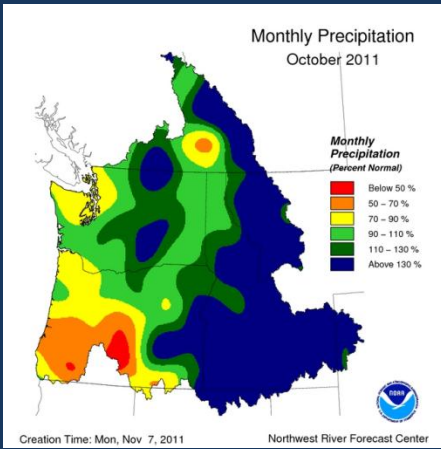 Monthly Precipitation
October 2011
Monthly
Precipitation
(Percent Normal)
Below 50 %
50 - 70 %
70 - 90 %
90 - 110 %
110 - 130 %
Above 130 %
NOAA
Creation Time: Mon, Nov 7, 2011
Northwest River Forecast Center